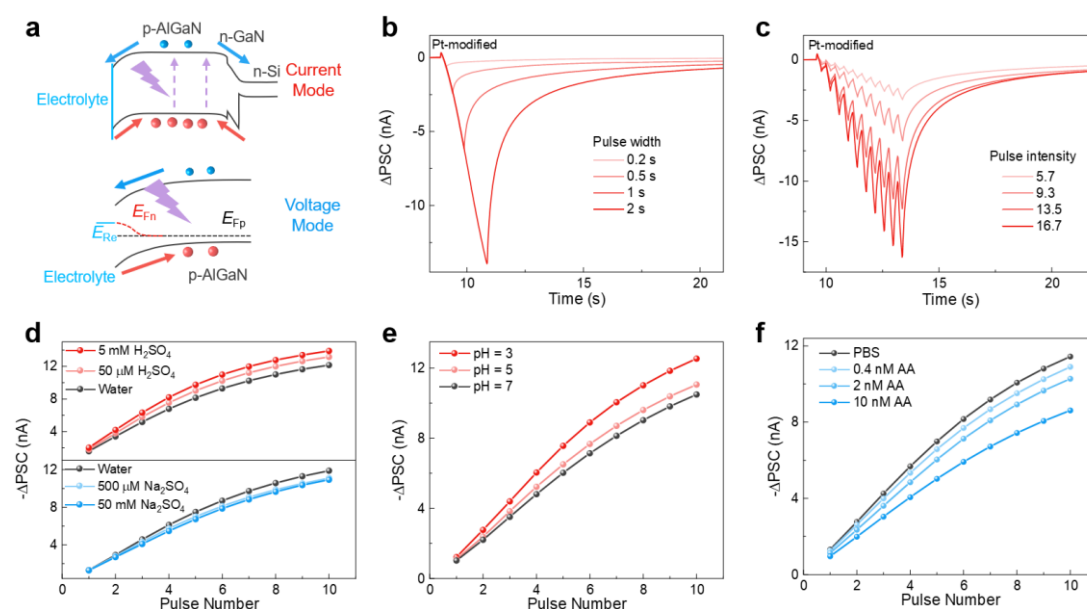 a
p-AlGaN
n-GaN
n-Si
Current
Mode
Electrolyte
Voltage
Mode
E_Fn
E_Fp
E_Re
Electrolyte
p-AlGaN
b
Pt-modified
Pulse width
0.2 s
0.5 s
1 s
2 s
0
-5
-10
ΔPSC (nA)
10
15
20
Time (s)
c
Pt-modified
Pulse intensity
5.7
9.3
13.5
16.7
0
-5
-10
-15
ΔPSC (nA)
10
15
20
Time (s)
d
5 mM H₂SO₄
50 μM H₂SO₄
Water
12
8
4
Water
500 μM Na₂SO₄
50 mM Na₂SO₄
12
8
4
-ΔPSC (nA)
0
2
4
6
8
10
Pulse Number
e
pH = 3
pH = 5
pH = 7
12
8
4
0
-ΔPSC (nA)
0
2
4
6
8
10
Pulse Number
f
PBS
0.4 nM AA
2 nM AA
10 nM AA
12
8
4
0
-ΔPSC (nA)
0
2
4
6
8
10
Pulse Number